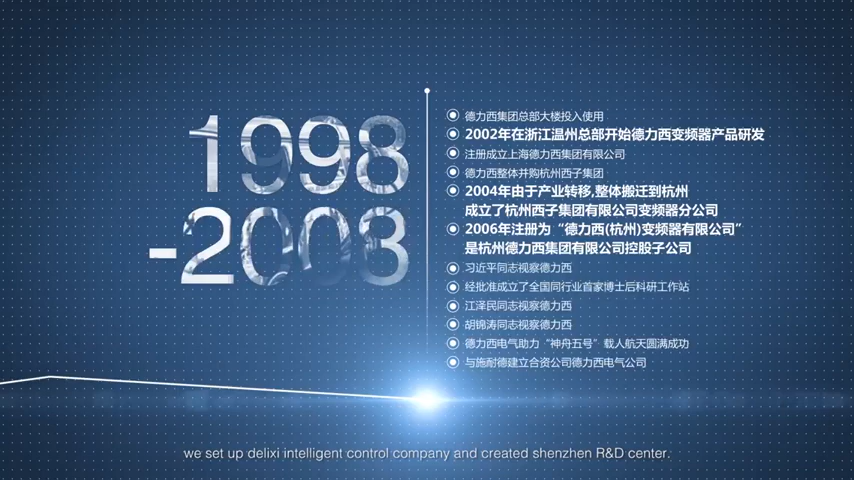 1998
-2003
德力西集团总部大楼投入使用
2002年在浙江温州总部开始德力西变频器产品研发
注册成立上海德力西集团有限公司
德力西整体并购杭州西子集团
2004年由于产业转移,整体搬迁到杭州
成立了杭州西子集团有限公司变频器分公司
2006年注册为“德力西(杭州)变频器有限公司”
是杭州德力西集团有限公司控股子公司
习近平同志视察德力西
经批准成立了全国同行业首家博士后科研工作站
江泽民同志视察德力西
胡锦涛同志视察德力西
德力西电气助力“神舟五号”载人航天圆满成功
与施耐德建立合资公司德力西电气公司
we set up delixi intelligent control company and created shenzhen R&D center.